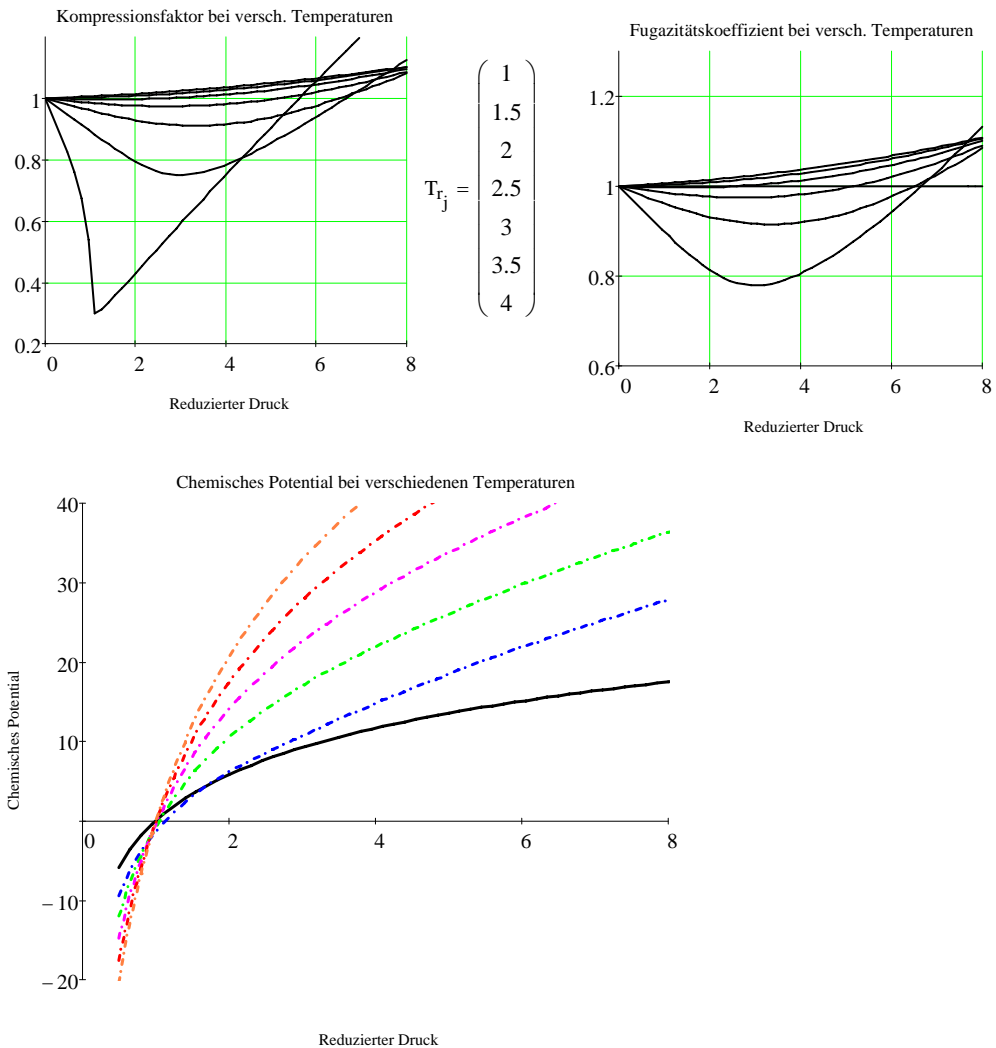 Kompressionsfaktor bei versch. Temperaturen
1
0.8
0.6
0.4
0.2
0 2 4 6 8
Reduzierter Druck
T_r_j =
1
1.5
2
2.5
3
3.5
4
Fugazitätskoeffizient bei versch. Temperaturen
1.2
1
0.8
0.6
0 2 4 6 8
Reduzierter Druck
Chemisches Potential bei verschiedenen Temperaturen
Chemisches Potential
40
30
20
10
0 2 4 6 8
− 10
− 20
Reduzierter Druck